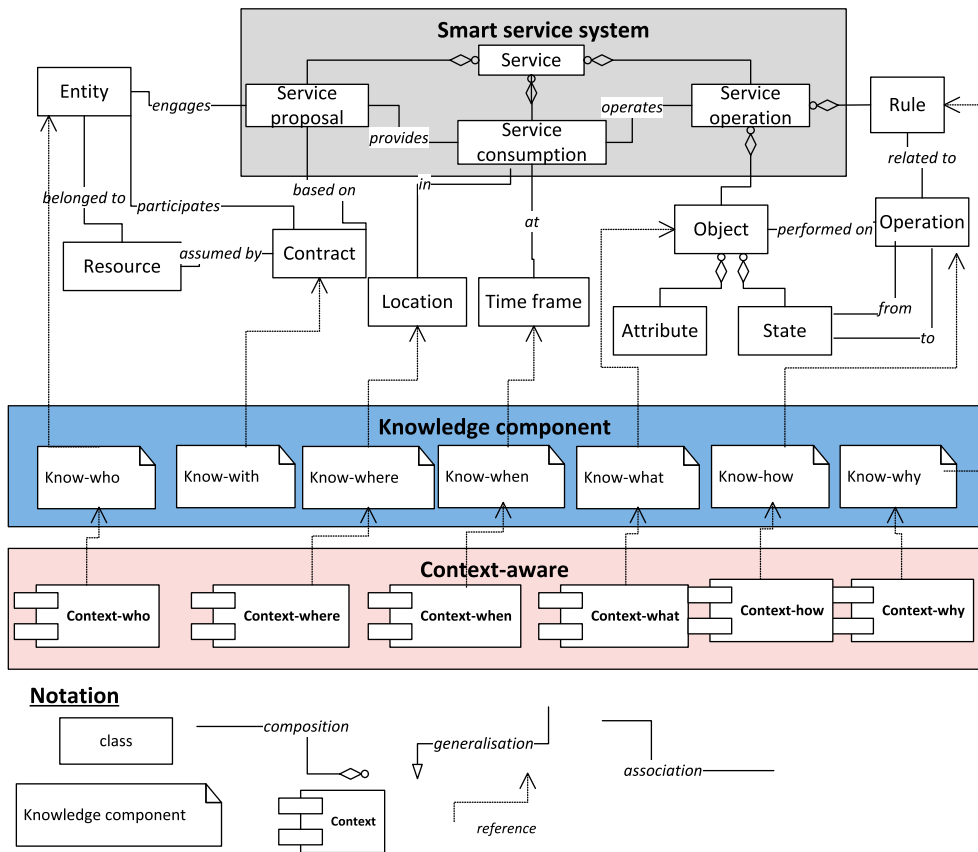 Smart service system
Service
Entity
engages
Service
proposal
provides
Service
consumption
operates
Service
operation
Rule
related to
belonged to
participates
based on
in
at
Object
performed on
Operation
Resource
assumed by
Contract
Location
Time frame
Attribute
State
from
to
Knowledge component
Know-who
Know-with
Know-where
Know-when
Know-what
Know-how
Know-why
Context-aware
Context-who
Context-where
Context-when
Context-what
Context-how
Context-why
Notation
class
composition
generalisation
association
Knowledge component
Context
reference